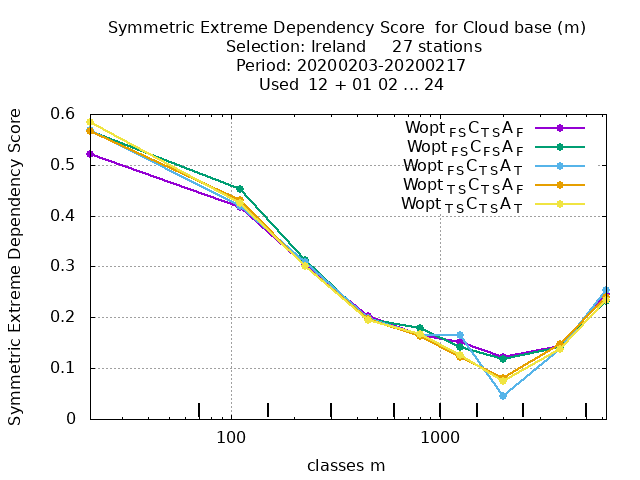 Symmetric Extreme Dependency Score  for Cloud base (m)
Selection: Ireland     27 stations
Period: 20200203-20200217
Used  12 + 01 02 ... 24
Symmetric Extreme Dependency Score
0.6
0.5
0.4
0.3
0.2
0.1
0
Wopt FS C TS A F
Wopt FS C FS A F
Wopt FS C TS A T
Wopt TS C TS A F
Wopt TS C TS A T
100
1000
classes m